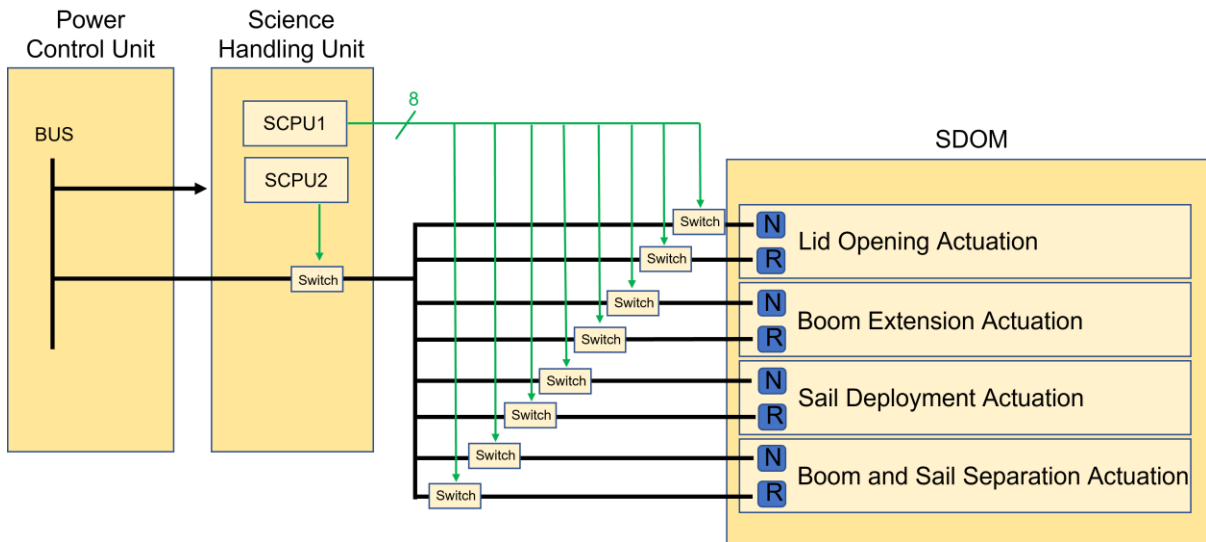 Power
Control Unit
Science
Handling Unit
8
SCPU1
BUS
SDOM
SCPU2
Switch
N
Lid Opening Actuation
Switch
R
Switch
Switch
N
Boom Extension Actuation
Switch
R
Switch
N
Sail Deployment Actuation
Switch
R
Switch
N
Boom and Sail Separation Actuation
Switch
R